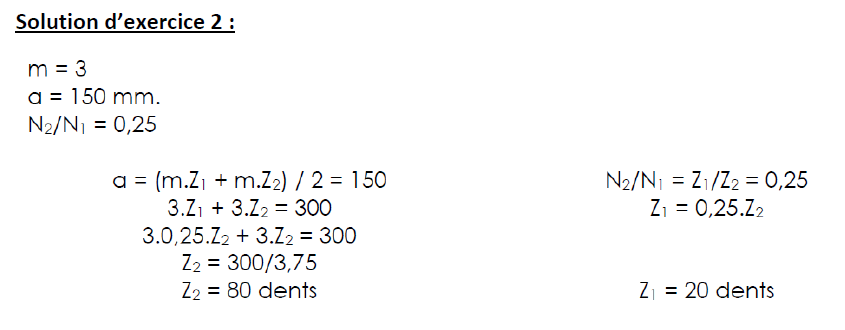 Solution d'exercice 2 :
m = 3
a = 150 mm.
N₂/N₁ = 0,25
a = (m.Z₁ + m.Z₂) / 2 = 150
N₂/N₁ = Z₁/Z₂ = 0,25
3.Z₁ + 3.Z₂ = 300
Z₁ = 0,25.Z₂
3.0,25.Z₂ + 3.Z₂ = 300
Z₂ = 300/3,75
Z₂ = 80 dents
Z₁ = 20 dents